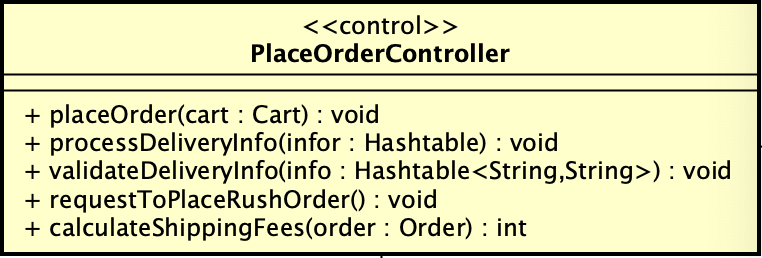 <<control>>
PlaceOrderController
+ placeOrder(cart : Cart) : void
+ processDeliveryInfo(infor : Hashtable) : void
+ validateDeliveryInfo(info : Hashtable<String,String>) : void
+ requestToPlaceRushOrder() : void
+ calculateShippingFees(order : Order) : int